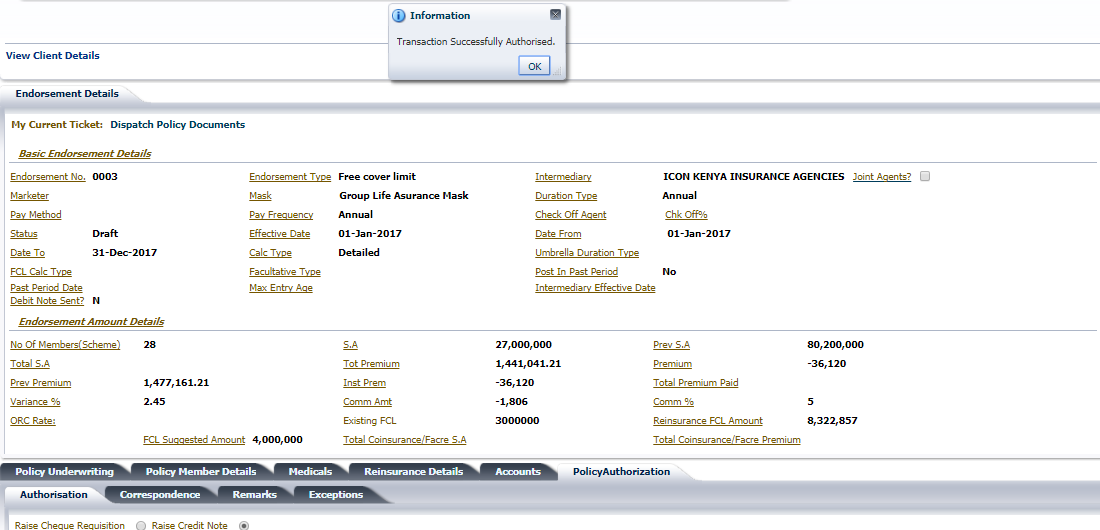 Information
Transaction Successfully Authorised.
OK
View Client Details
Endorsement Details
My Current Ticket: Dispatch Policy Documents
Basic Endorsement Details
Endorsement No. 0003 Endorsement Type Free cover limit Intermediary ICON KENYA INSURANCE AGENCIES Joint Agents?
Marketer Mask Group Life Asurance Mask Duration Type Annual
Pay Method Pay Frequency Annual Check Off Agent Chk Off%
Status Draft Effective Date 01-Jan-2017 Date From 01-Jan-2017
Date To 31-Dec-2017 Calc Type Detailed Umbrella Duration Type
FCL Calc Type Facultative Type Post In Past Period No
Past Period Date Max Entry Age Intermediary Effective Date
Debit Note Sent? N
Endorsement Amount Details
No Of Members(Scheme) 28 S.A 27,000,000 Prev S.A 80,200,000
Total S.A Tot Premium 1,441,041.21 Premium -36,120
Prev Premium 1,477,161.21 Inst Prem -36,120 Total Premium Paid
Variance % 2.45 Comm Amt -1,806 Comm % 5
ORC Rate: Existing FCL 3000000 Reinsurance FCL Amount 8,322,857
FCL Suggested Amount 4,000,000 Total Coinsurance/Facre S.A Total Coinsurance/Facre Premium
Policy Underwriting Policy Member Details Medicals Reinsurance Details Accounts PolicyAuthorization
Authorisation Correspondence Remarks Exceptions
Raise Cheque Requisition Raise Credit Note